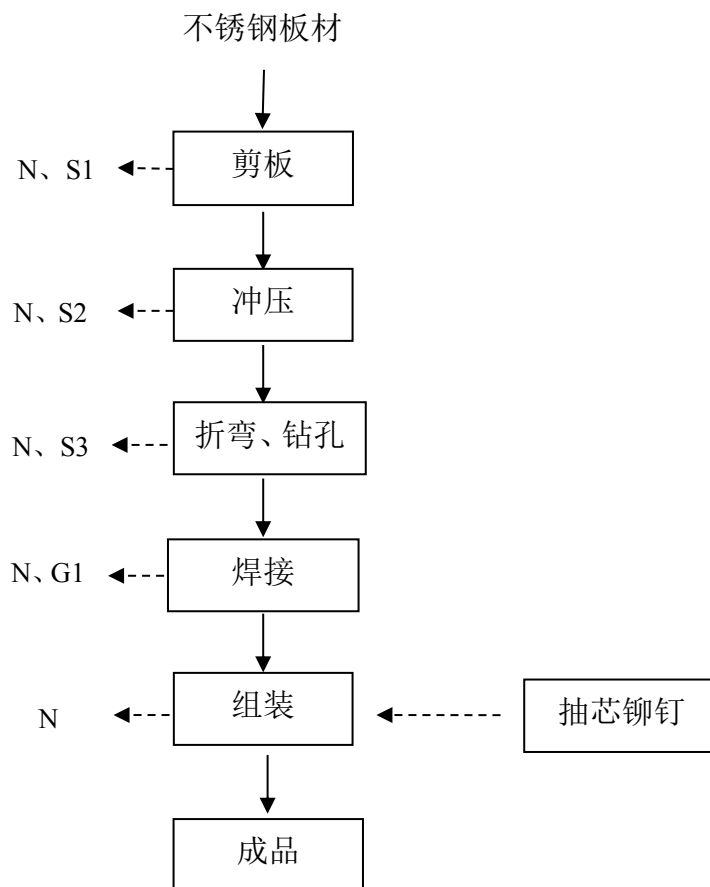 不锈钢板材
N、S1
剪板
N、S2
冲压
N、S3
折弯、钻孔
N、G1
焊接
N
组装
抽芯铆钉
成品